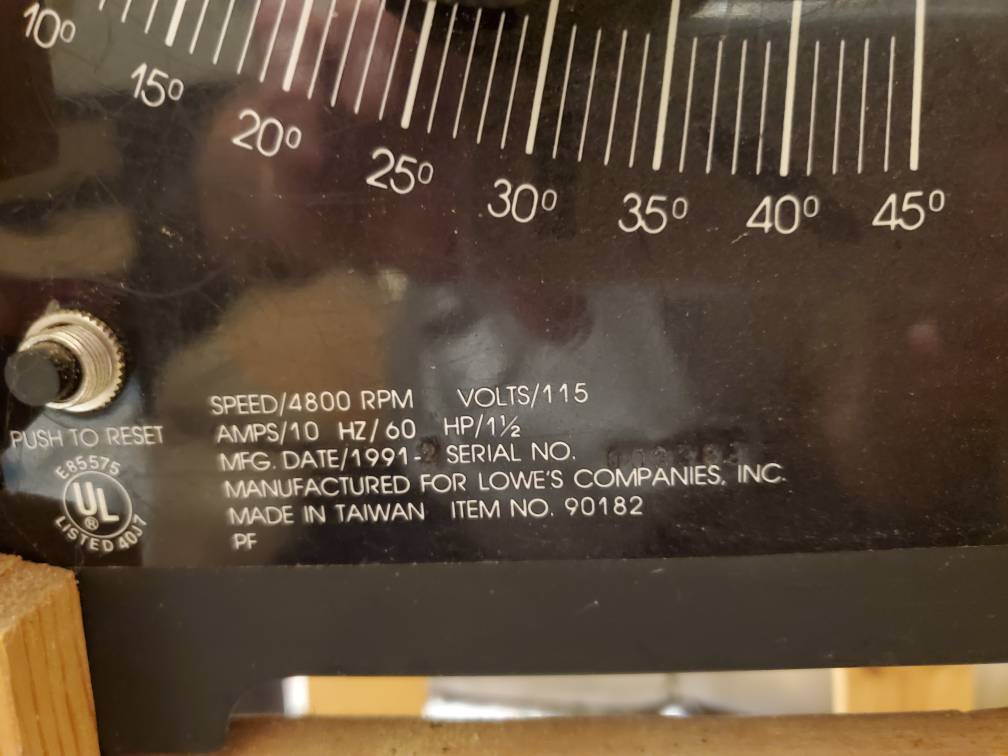 10° 15° 20° 25° 30° 35° 40° 45°
PUSH TO RESET
E85575
UL
®
LISTED 40J7
SPEED/4800 RPM VOLTS/115
AMPS/10 HZ/60 HP/1½
MFG. DATE/1991- SERIAL NO.
MANUFACTURED FOR LOWE'S COMPANIES, INC.
MADE IN TAIWAN ITEM NO. 90182
PF